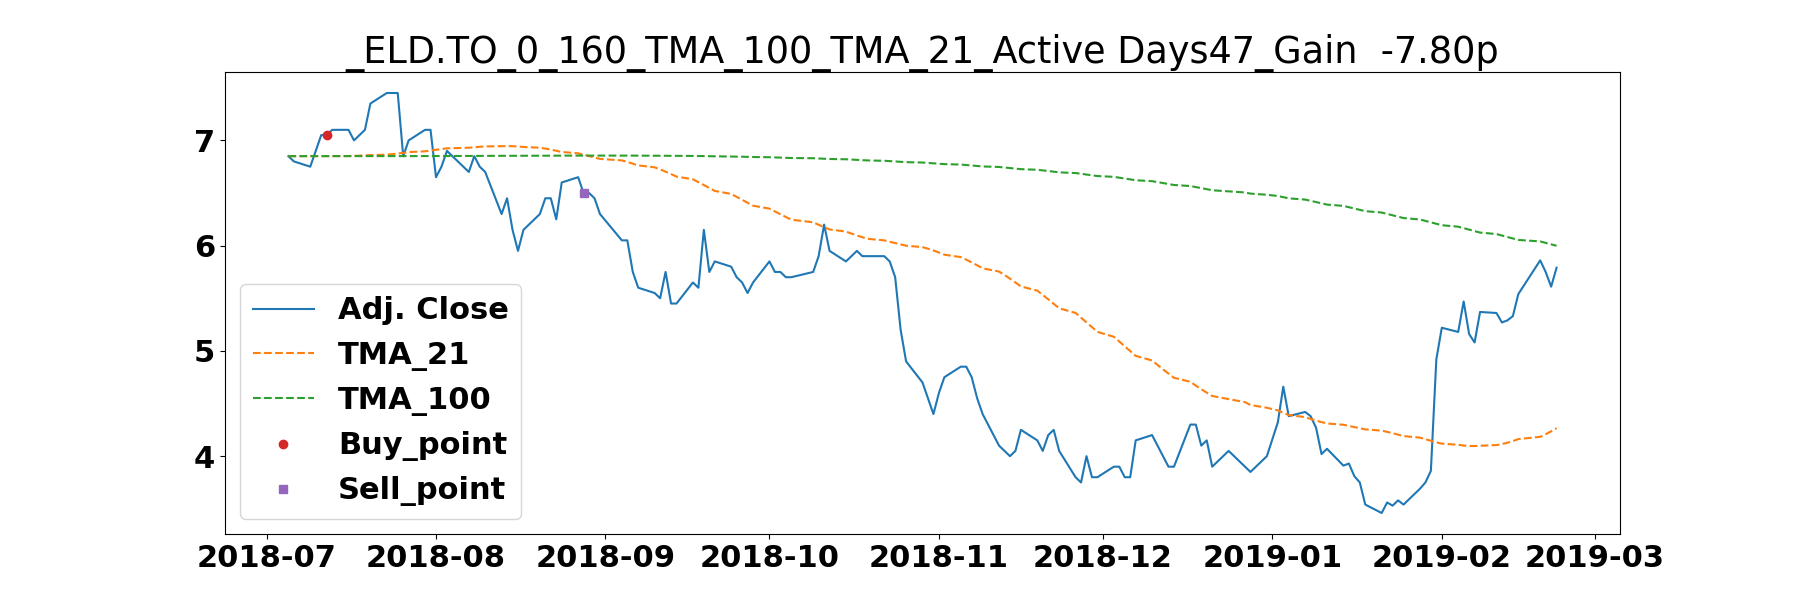 _ELD.TO_0_160_TMA_100_TMA_21_Active Days47_Gain  -7.80p
7
6
5
4
Adj. Close
TMA_21
TMA_100
Buy_point
Sell_point
2018-07 2018-08 2018-09 2018-10 2018-11 2018-12 2019-01 2019-02 2019-03